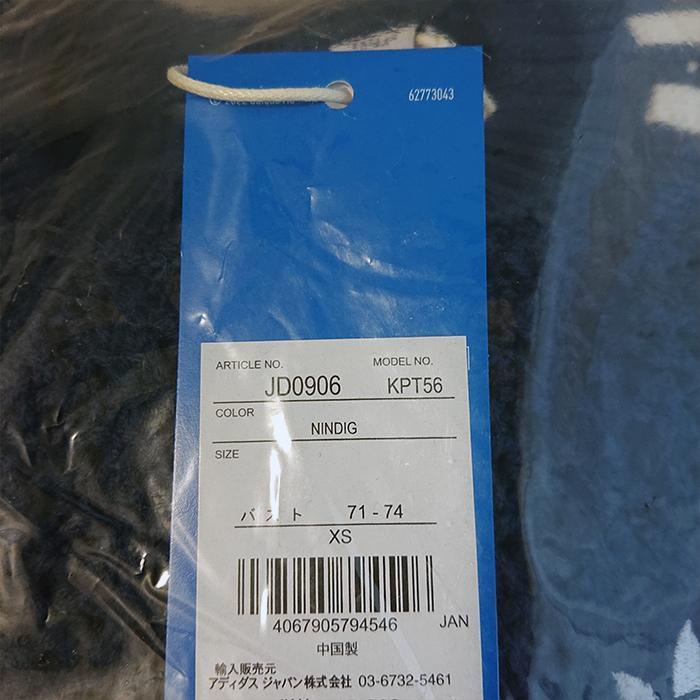 62773043
ARTICLE NO. MODEL NO.
JD0906 KPT56
COLOR
NINDIG
SIZE
バスト 71 - 74
XS
4067905794546 JAN
中国製
輸入販売元
アディダス ジャパン株式会社 03-6732-5461